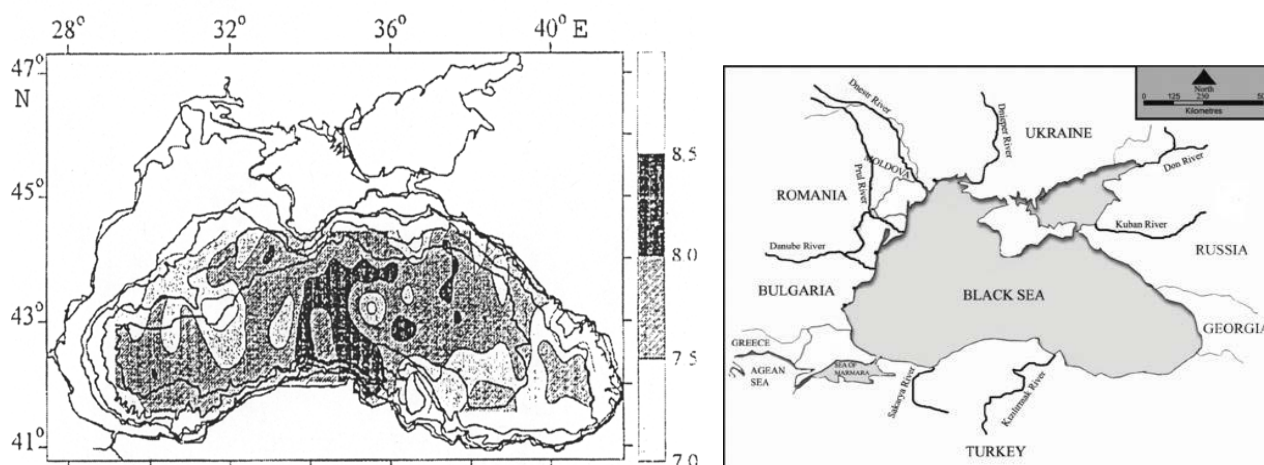 28° 32° 36° 40° E
47°
N
45°
43°
41°
8.5
8.0
7.5
7.0
North
0 125 250 50
Kilometres
Dnestr River
Dnieper River
UKRAINE
MOLDOVA
Prut River
Don River
ROMANIA
Kuban River
Danube River
RUSSIA
BULGARIA
BLACK SEA
GEORGIA
GREECE
AGEAN
SEA
SEA OF
MARMARA
Sakarya River
TURKEY